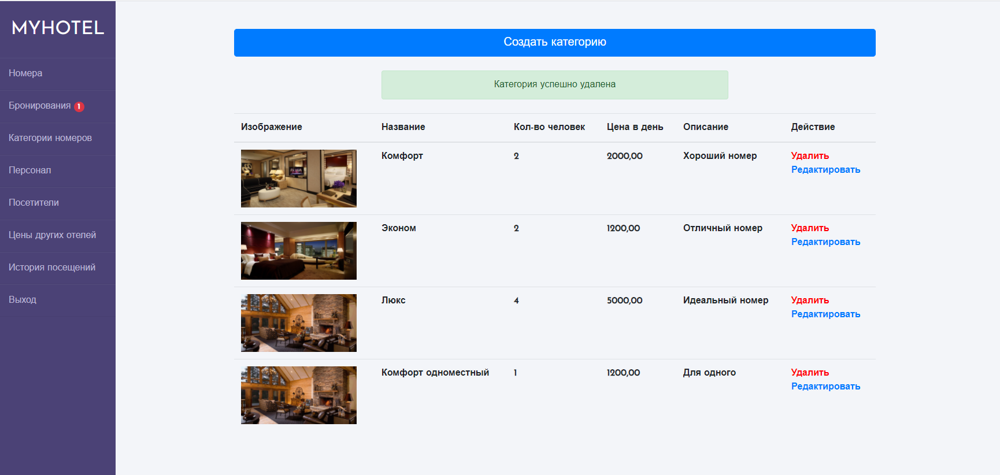 MYHOTEL
Номера
Бронирования 1
Категории номеров
Персонал
Посетители
Цены других отелей
История посещений
Выход
Создать категорию
Категория успешно удалена
Изображение Название Кол-во человек Цена в день Описание Действие
Комфорт 2 2000,00 Хороший номер Удалить
Редактировать
Эконом 2 1200,00 Отличный номер Удалить
Редактировать
Люкс 4 5000,00 Идеальный номер Удалить
Редактировать
Комфорт одноместный 1 1200,00 Для одного Удалить
Редактировать